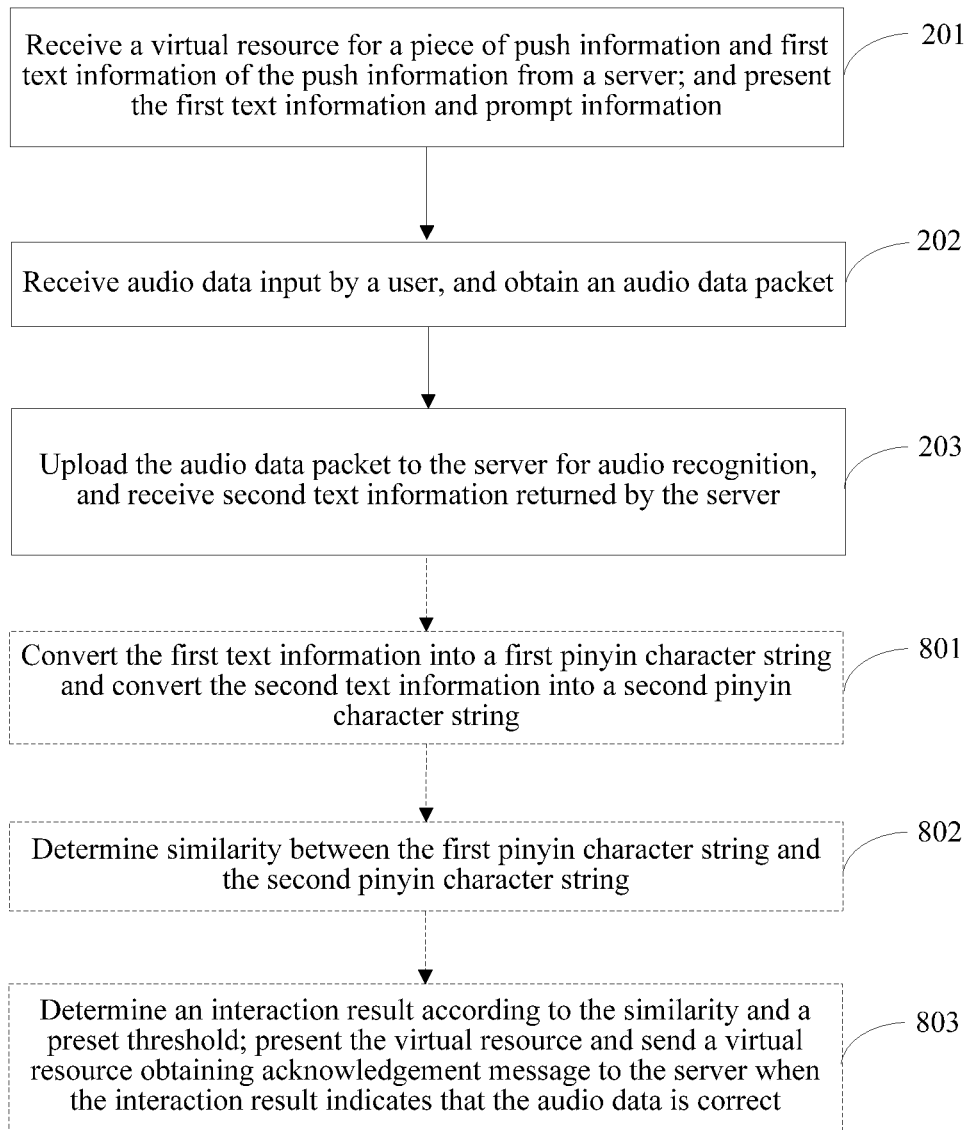 Receive a virtual resource for a piece of push information and first
text information of the push information from a server; and present
the first text information and prompt information
201
Receive audio data input by a user, and obtain an audio data packet
202
Upload the audio data packet to the server for audio recognition,
and receive second text information returned by the server
203
Convert the first text information into a first pinyin character string
and convert the second text information into a second pinyin
character string
801
Determine similarity between the first pinyin character string and
the second pinyin character string
802
Determine an interaction result according to the similarity and a
preset threshold; present the virtual resource and send a virtual
resource obtaining acknowledgement message to the server when
the interaction result indicates that the audio data is correct
803